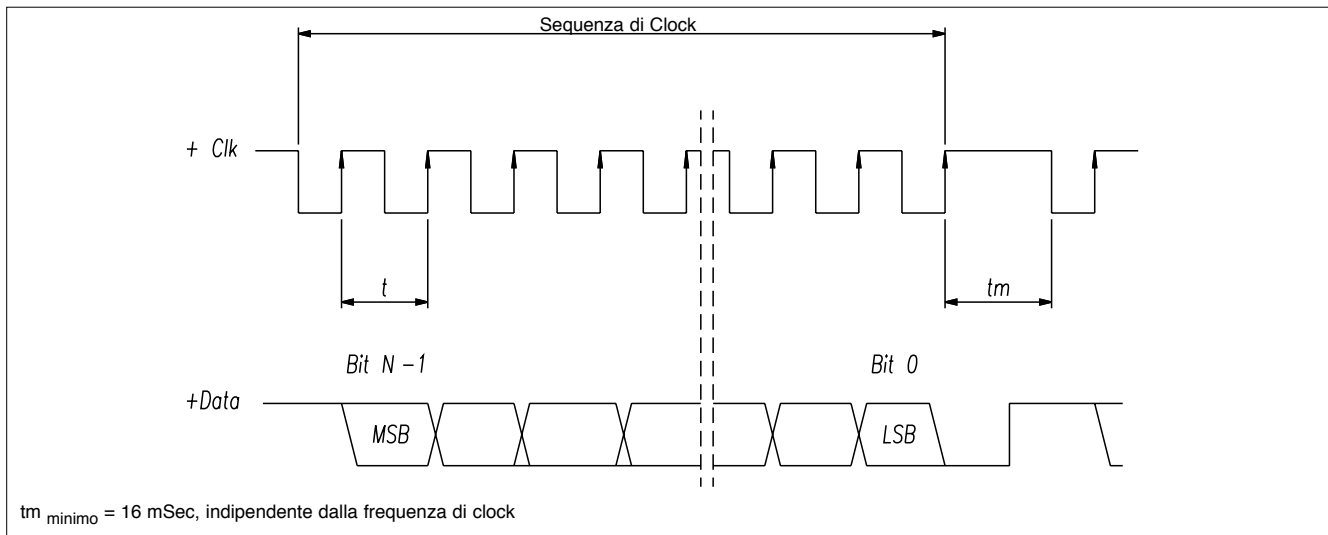 Sequenza di Clock
+ Clk
t
tm
Bit N-1
Bit 0
+Data
MSB
LSB
tm minimo = 16 mSec, indipendente dalla frequenza di clock